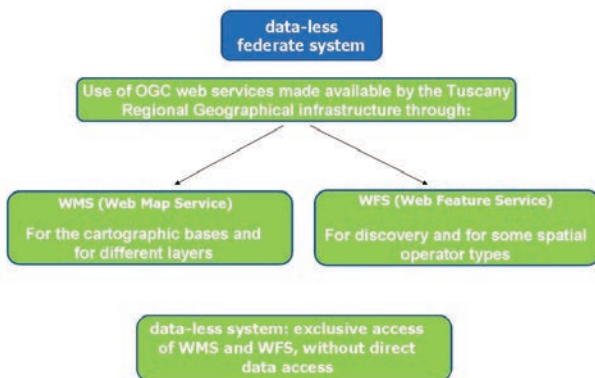 data-less
federate system
Use of OGC web services made available by the Tuscany
Regional Geographical infrastructure through:
WMS (Web Map Service)
For the cartographic bases and
for different layers
WFS (Web Feature Service)
For discovery and for some spatial
operator types
data-less system: exclusive access
of WMS and WFS, without direct
data access